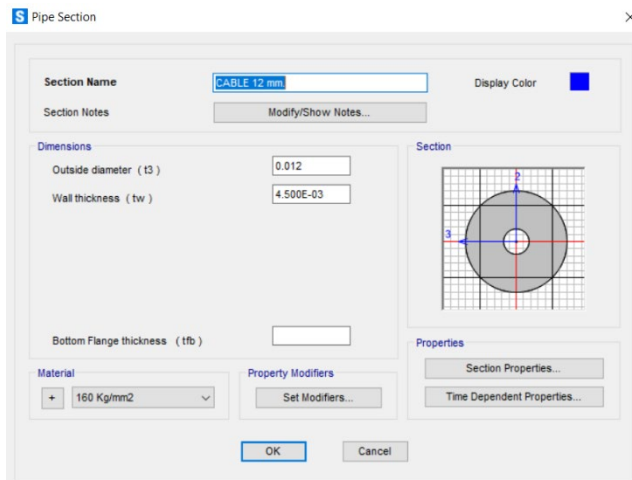 S Pipe Section
Section Name CABLE 12 mm. Display Color
Section Notes Modify/Show Notes...
Dimensions
Outside diameter ( t3 ) 0.012
Wall thickness ( tw ) 4.500E-03
Bottom Flange thickness ( tfb )
Section
2
3
Properties
Section Properties...
Time Dependent Properties...
Material
+ 160 Kg/mm2
Property Modifiers
Set Modifiers...
OK Cancel